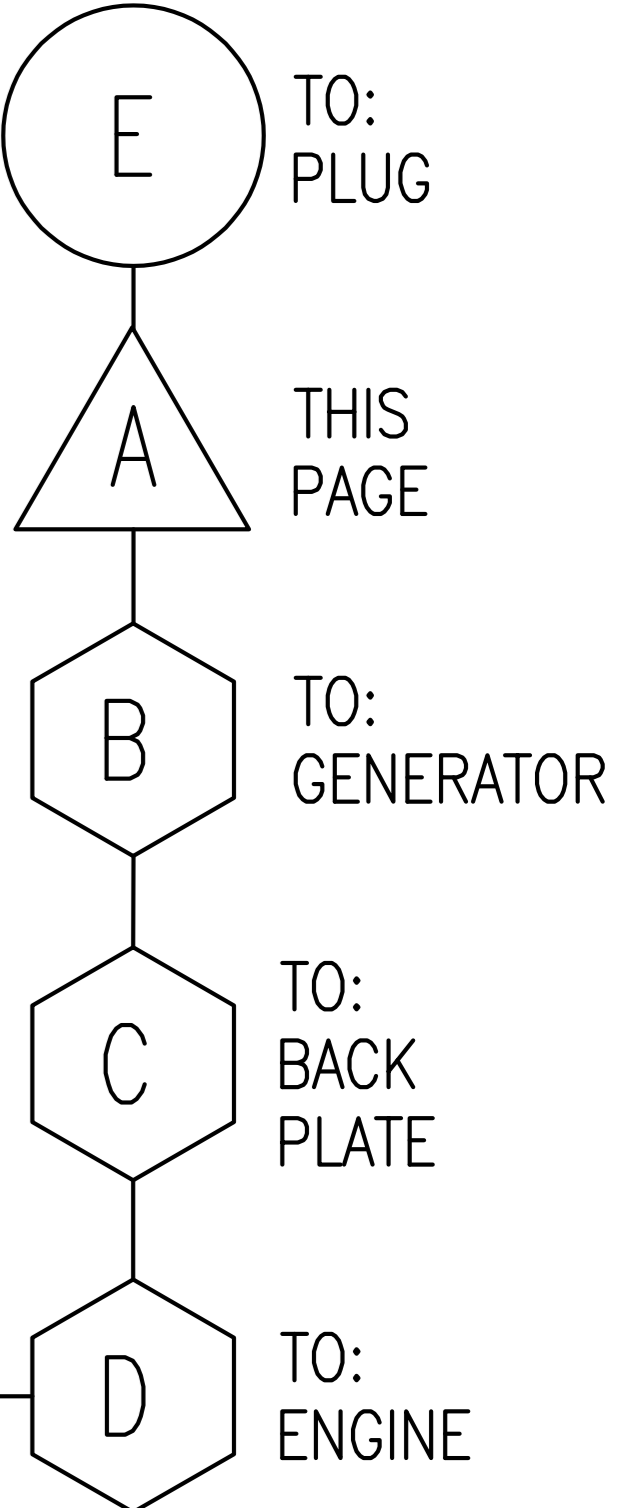 E
TO:
PLUG
A
THIS
PAGE
B
TO:
GENERATOR
C
TO:
BACK
PLATE
D
TO:
ENGINE